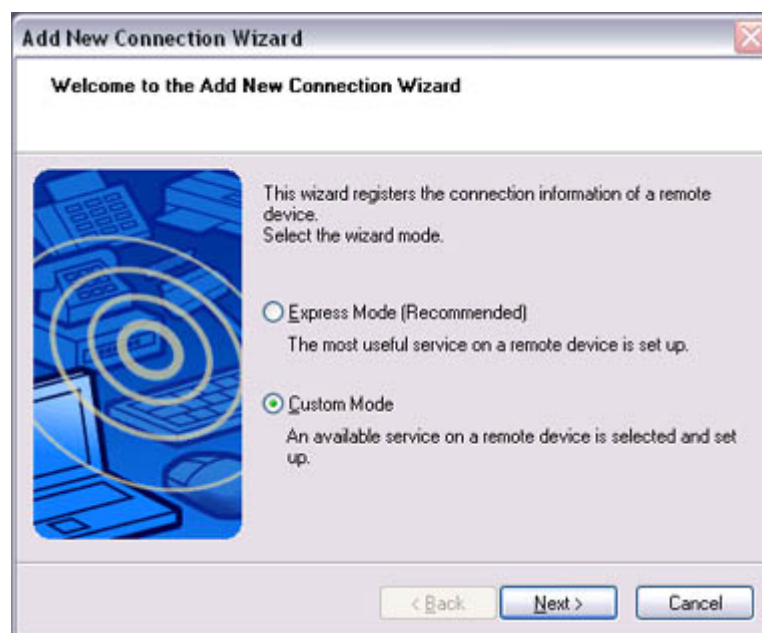 Add New Connection Wizard
Welcome to the Add New Connection Wizard
This wizard registers the connection information of a remote
device.
Select the wizard mode.
Express Mode (Recommended)
The most useful service on a remote device is set up.
Custom Mode
An available service on a remote device is selected and set
up.
< Back Next > Cancel